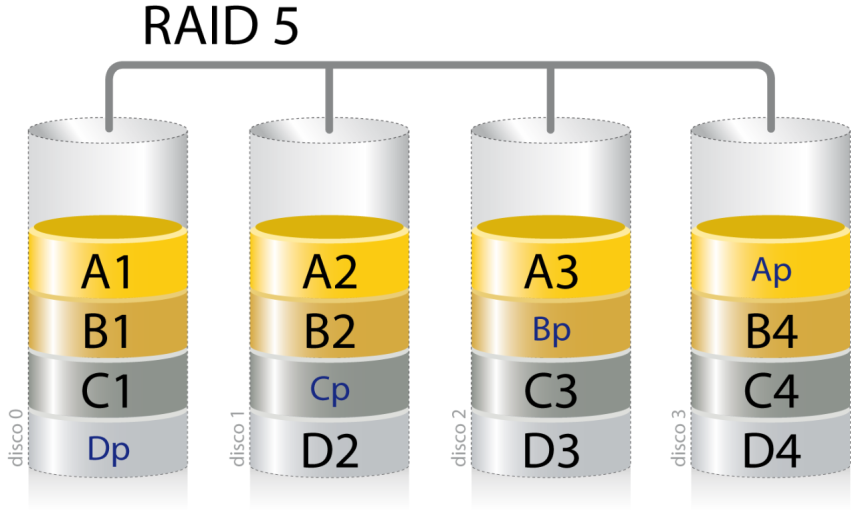 RAID 5
A1 A2 A3 Ap
B1 B2 Bp B4
C1 Cp C3 C4
Dp D2 D3 D4
disco 0 disco 1 disco 2 disco 3